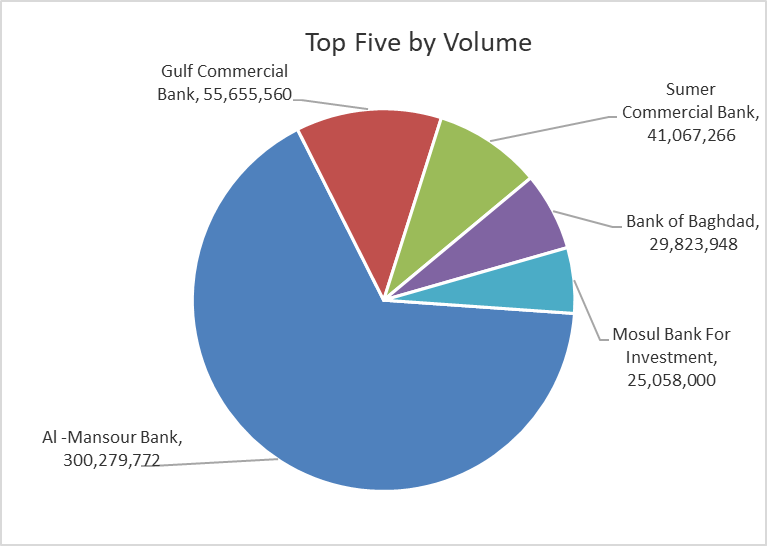 Top Five by Volume
Gulf Commercial
Bank, 55,655,560
Sumer
Commercial Bank,
41,067,266
Bank of Baghdad,
29,823,948
Mosul Bank For
Investment,
25,058,000
Al -Mansour Bank,
300,279,772